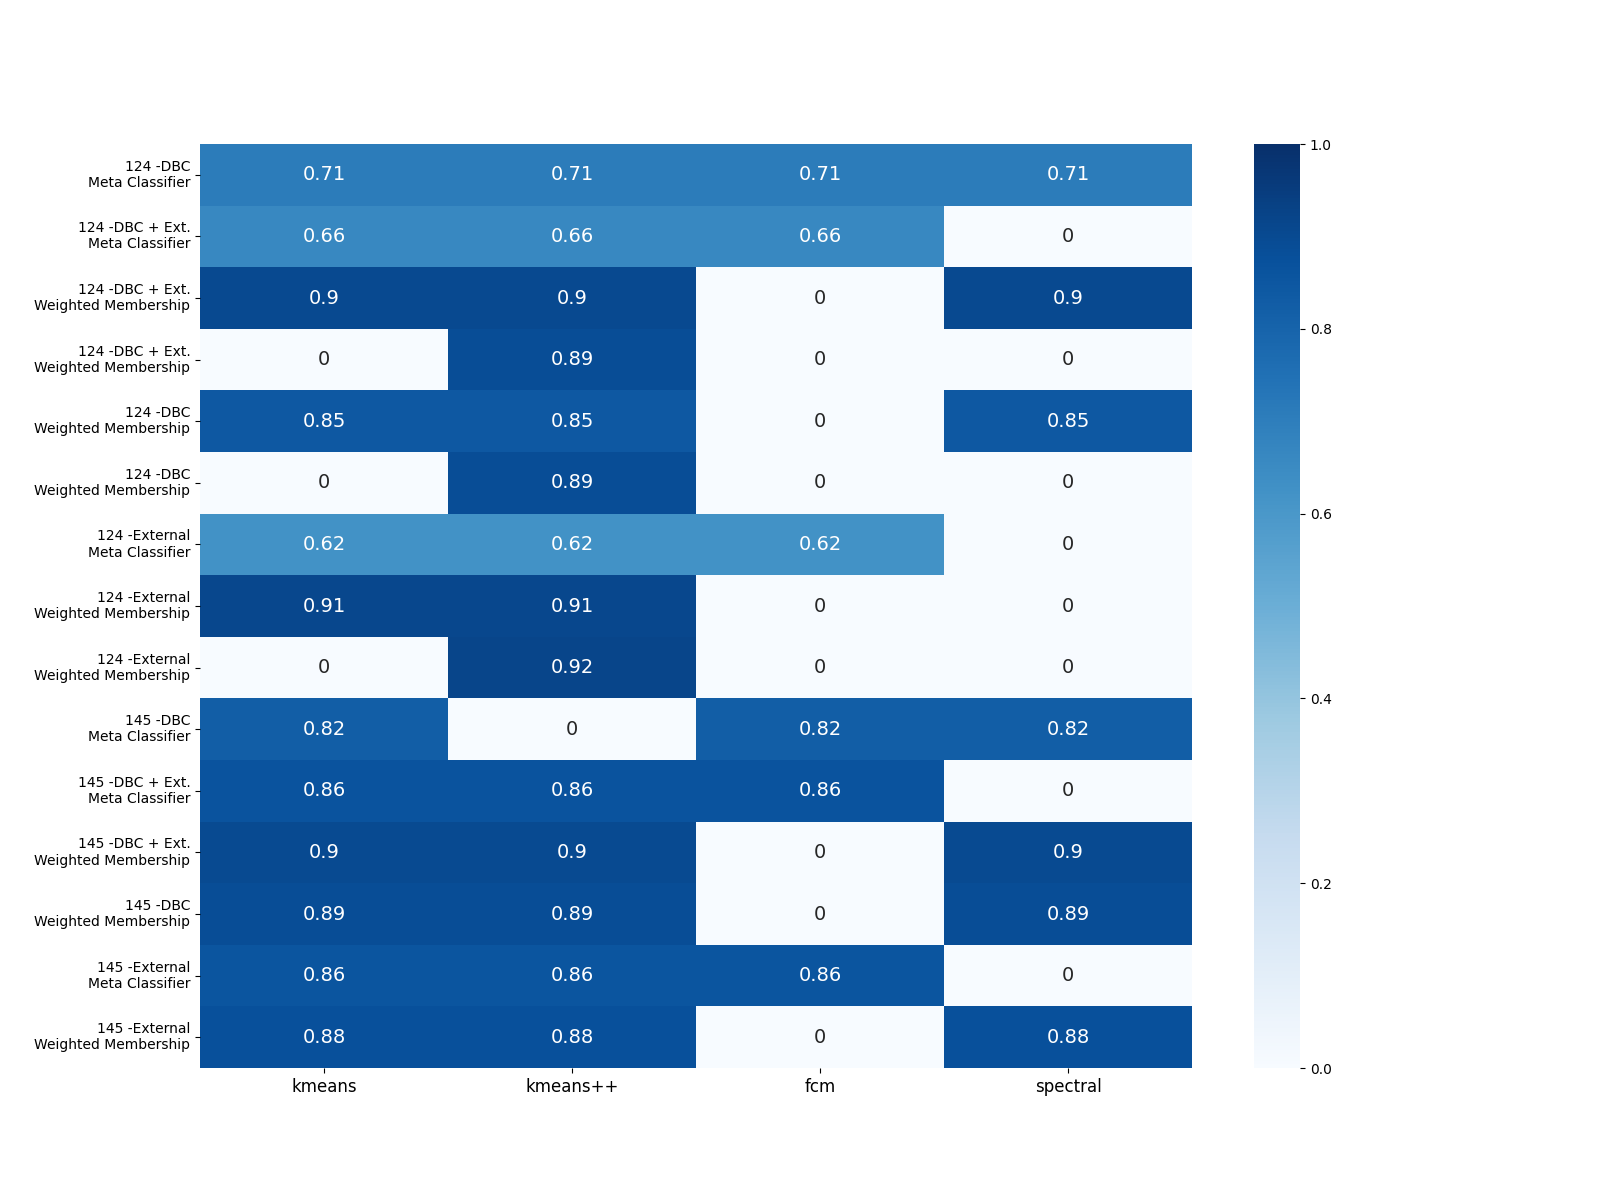 124 -DBC
Meta Classifier
0.71 0.71 0.71 0.71
124 -DBC + Ext.
Meta Classifier
0.66 0.66 0.66 0
124 -DBC + Ext.
Weighted Membership
0.9 0.9 0 0.9
124 -DBC + Ext.
Weighted Membership
0 0.89 0 0
124 -DBC
Weighted Membership
0.85 0.85 0 0.85
124 -DBC
Weighted Membership
0 0.89 0 0
124 -External
Meta Classifier
0.62 0.62 0.62 0
124 -External
Weighted Membership
0.91 0.91 0 0
124 -External
Weighted Membership
0 0.92 0 0
145 -DBC
Meta Classifier
0.82 0 0.82 0.82
145 -DBC + Ext.
Meta Classifier
0.86 0.86 0.86 0
145 -DBC + Ext.
Weighted Membership
0.9 0.9 0 0.9
145 -DBC
Weighted Membership
0.89 0.89 0 0.89
145 -External
Meta Classifier
0.86 0.86 0.86 0
145 -External
Weighted Membership
0.88 0.88 0 0.88
kmeans kmeans++ fcm spectral
1.0
0.8
0.6
0.4
0.2
0.0